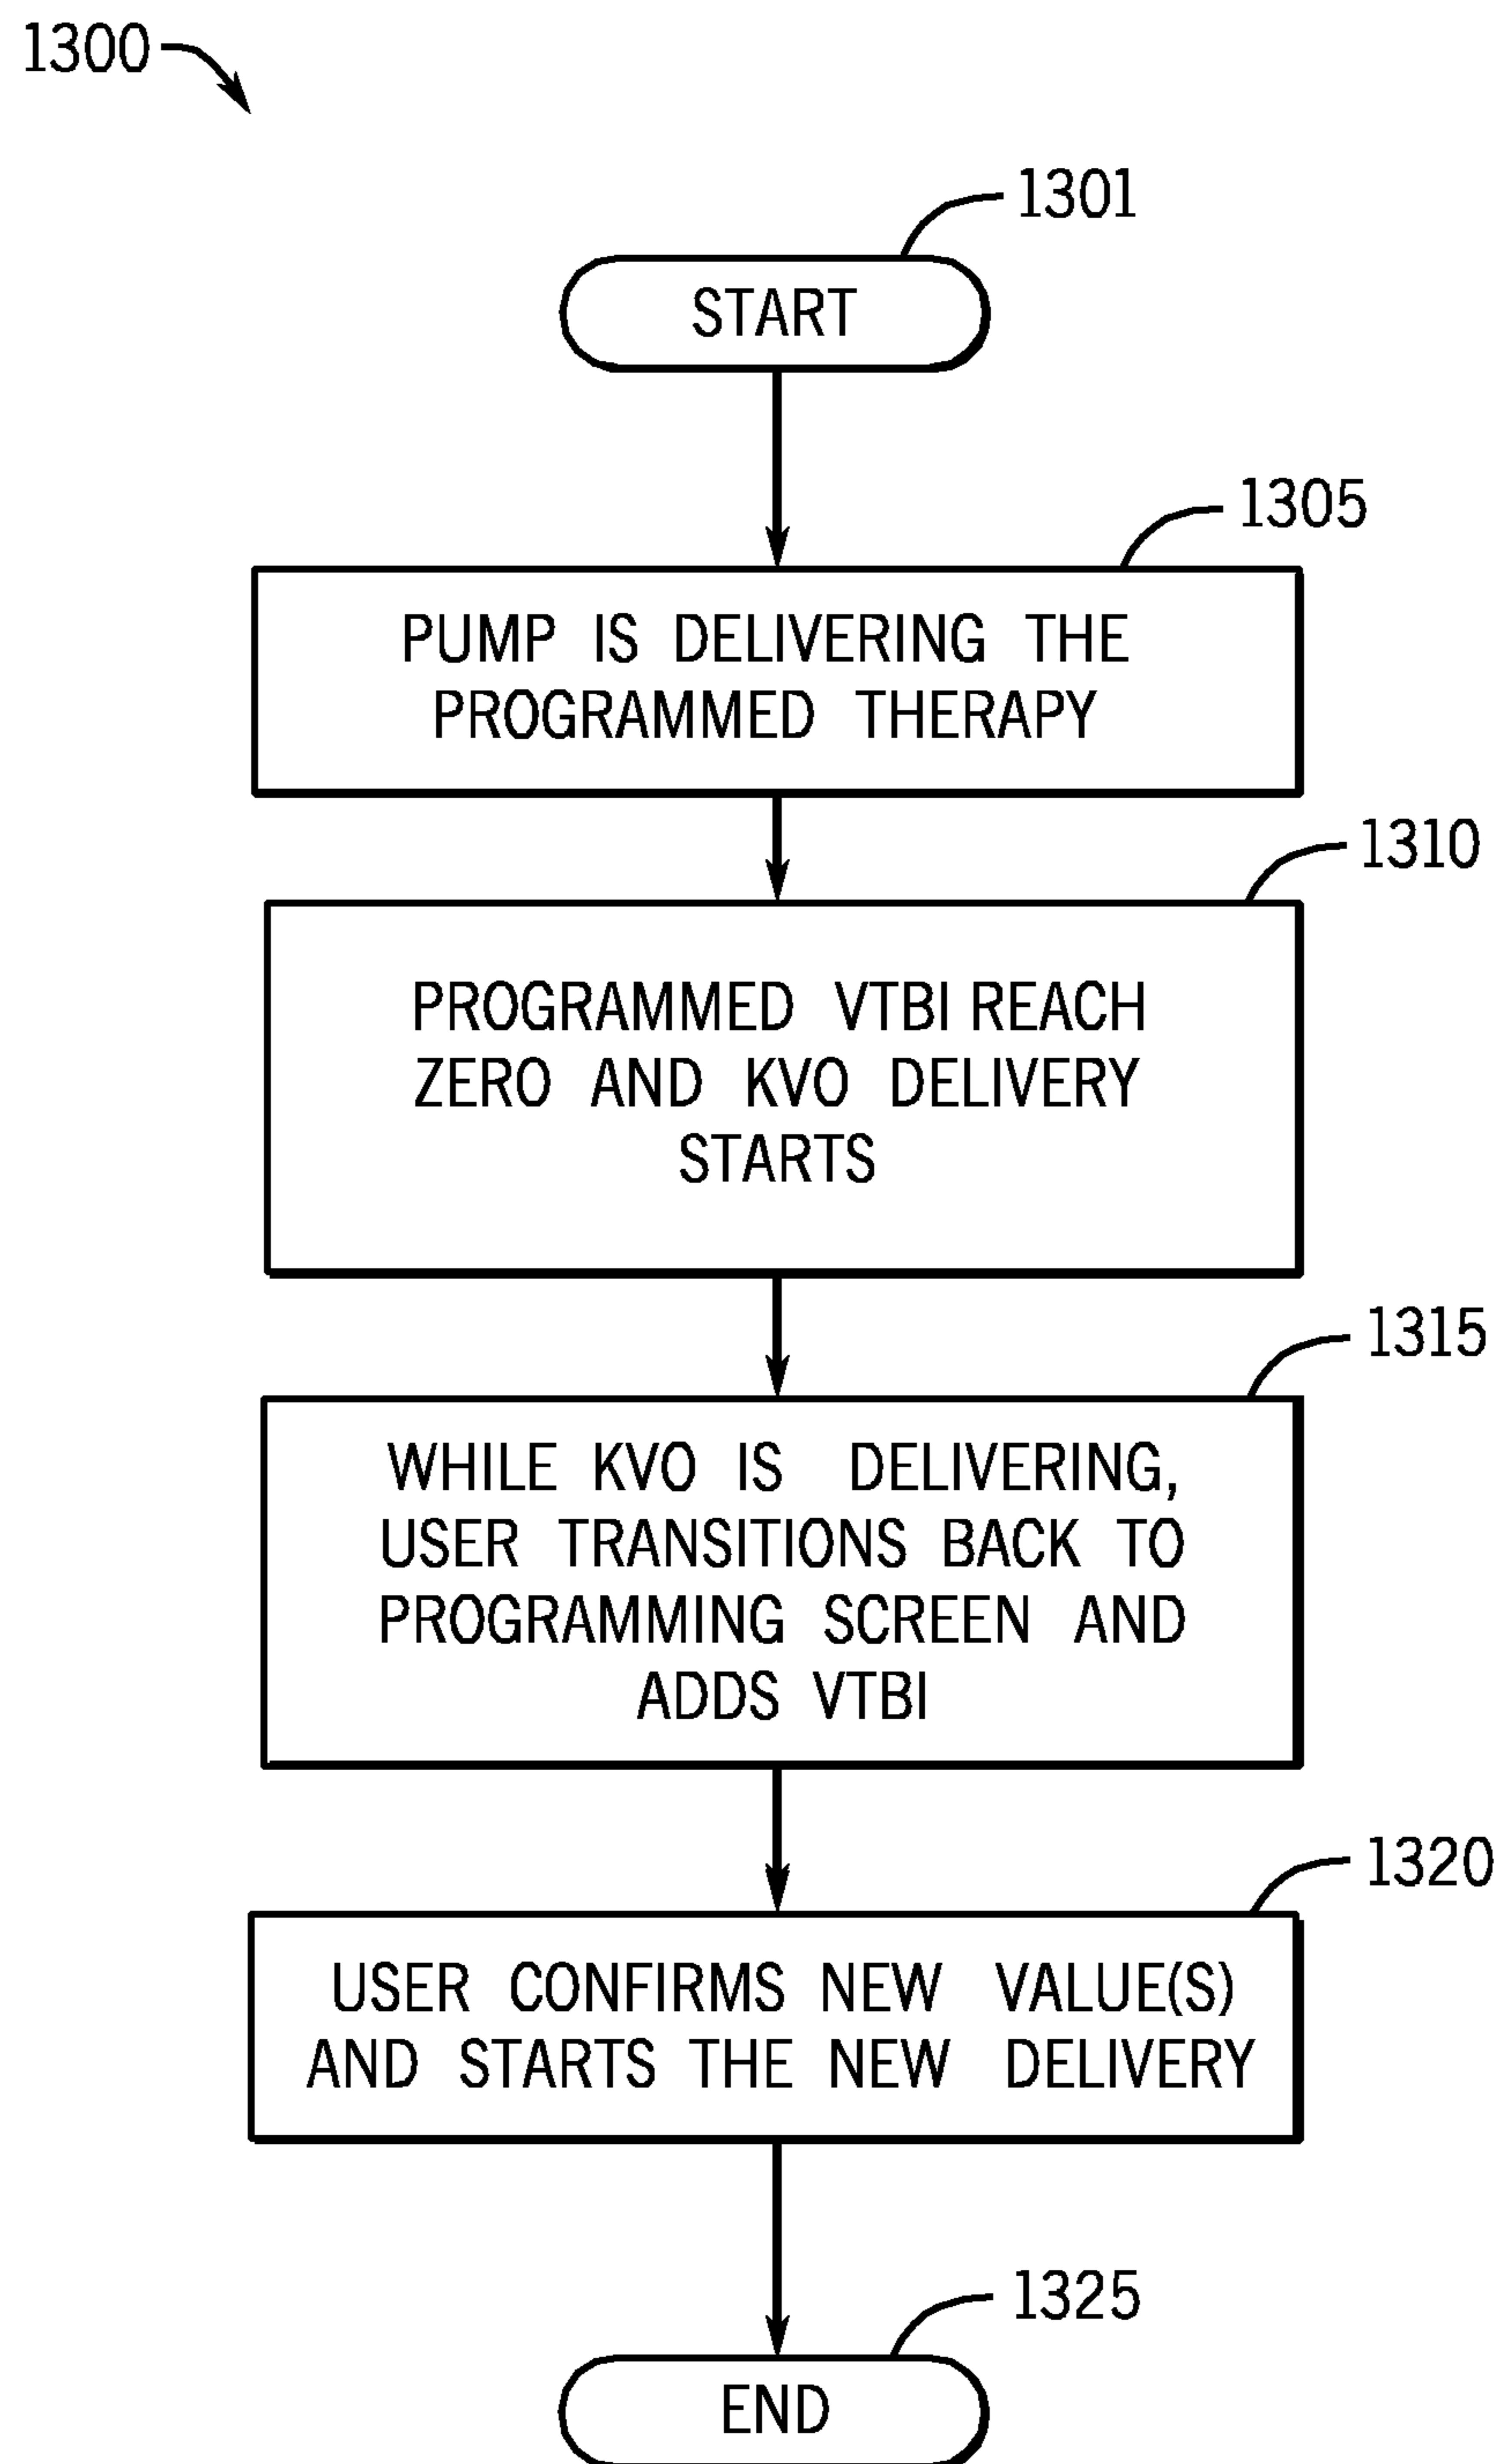 1300
1301
START
1305
PUMP IS DELIVERING THE
PROGRAMMED THERAPY
1310
PROGRAMMED VTBI REACH
ZERO AND KVO DELIVERY
STARTS
1315
WHILE KVO IS DELIVERING,
USER TRANSITIONS BACK TO
PROGRAMMING SCREEN AND
ADDS VTBI
1320
USER CONFIRMS NEW VALUE(S)
AND STARTS THE NEW DELIVERY
1325
END